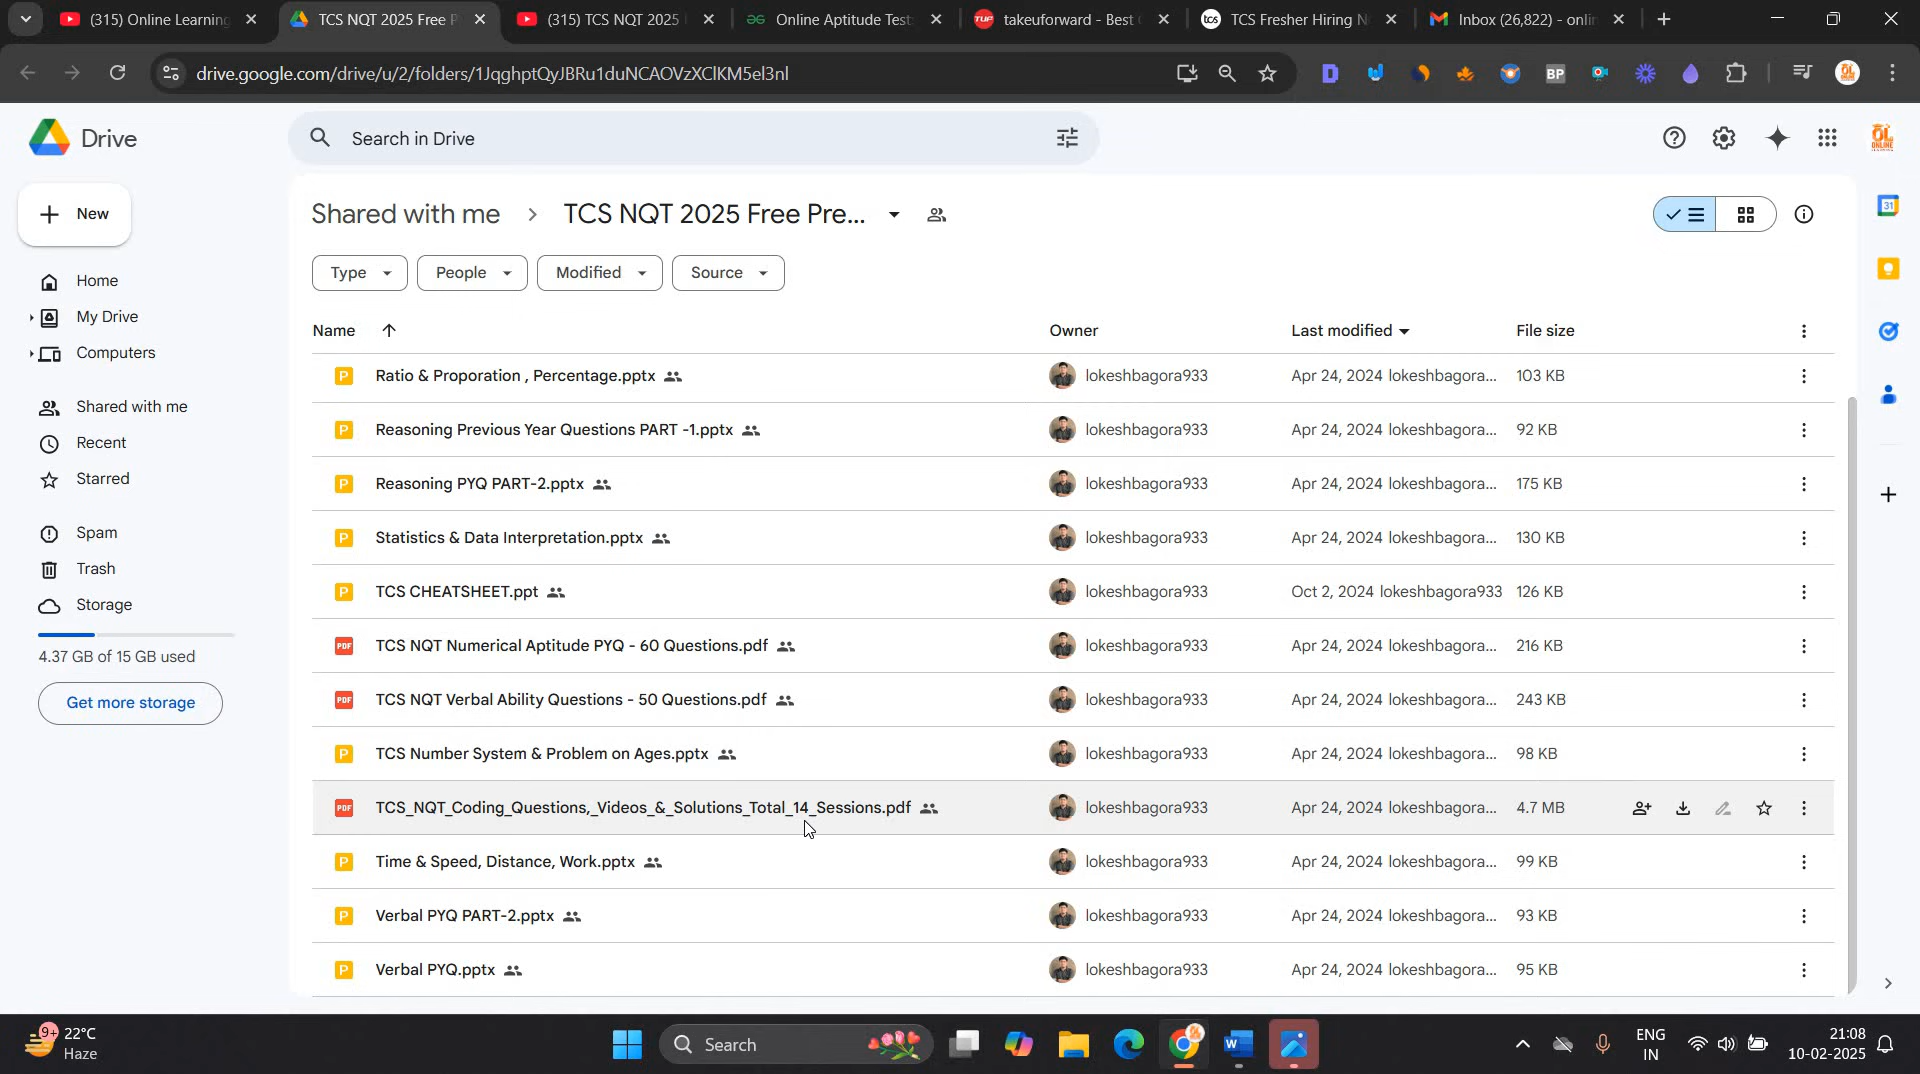 (315) Online Learning
TCS NQT 2025 Free P
(315) TCS NQT 2025
Online Aptitude Test
takeuforward - Best
TCS Fresher Hiring N
Inbox (26,822) - onlin
drive.google.com/drive/u/2/folders/1JqghptQyJBRu1duNCAOVzXClKM5el3nl
Drive
Search in Drive
New
Shared with me > TCS NQT 2025 Free Pre...
Type
People
Modified
Source
Home
My Drive
Computers
Shared with me
Recent
Starred
Spam
Trash
Storage
4.37 GB of 15 GB used
Get more storage
Name Owner Last modified File size
Ratio & Proporation , Percentage.pptx lokeshbagora933 Apr 24, 2024 lokeshbagora... 103 KB
Reasoning Previous Year Questions PART -1.pptx lokeshbagora933 Apr 24, 2024 lokeshbagora... 92 KB
Reasoning PYQ PART-2.pptx lokeshbagora933 Apr 24, 2024 lokeshbagora... 175 KB
Statistics & Data Interpretation.pptx lokeshbagora933 Apr 24, 2024 lokeshbagora... 130 KB
TCS CHEATSHEET.ppt lokeshbagora933 Oct 2, 2024 lokeshbagora933 126 KB
TCS NQT Numerical Aptitude PYQ - 60 Questions.pdf lokeshbagora933 Apr 24, 2024 lokeshbagora... 216 KB
TCS NQT Verbal Ability Questions - 50 Questions.pdf lokeshbagora933 Apr 24, 2024 lokeshbagora... 243 KB
TCS Number System & Problem on Ages.pptx lokeshbagora933 Apr 24, 2024 lokeshbagora... 98 KB
TCS_NQT_Coding_Questions,_Videos_&_Solutions_Total_14_Sessions.pdf lokeshbagora933 Apr 24, 2024 lokeshbagora... 4.7 MB
Time & Speed, Distance, Work.pptx lokeshbagora933 Apr 24, 2024 lokeshbagora... 99 KB
Verbal PYQ PART-2.pptx lokeshbagora933 Apr 24, 2024 lokeshbagora... 93 KB
Verbal PYQ.pptx lokeshbagora933 Apr 24, 2024 lokeshbagora... 95 KB
9+
22°C
Haze
Search
ENG
IN
21:08
10-02-2025